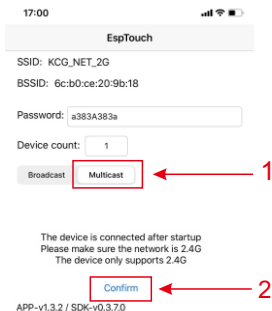 17:00
EspTouch
SSID: KCG_NET_2G
BSSID: 6c:b0:ce:20:9b:18
Password: a383A383a
Device count: 1
Broadcast Multicast 1
The device is connected after startup
Please make sure the network is 2.4G
The device only supports 2.4G
Confirm 2
APP-v1.3.2 / SDK-v0.3.7.0